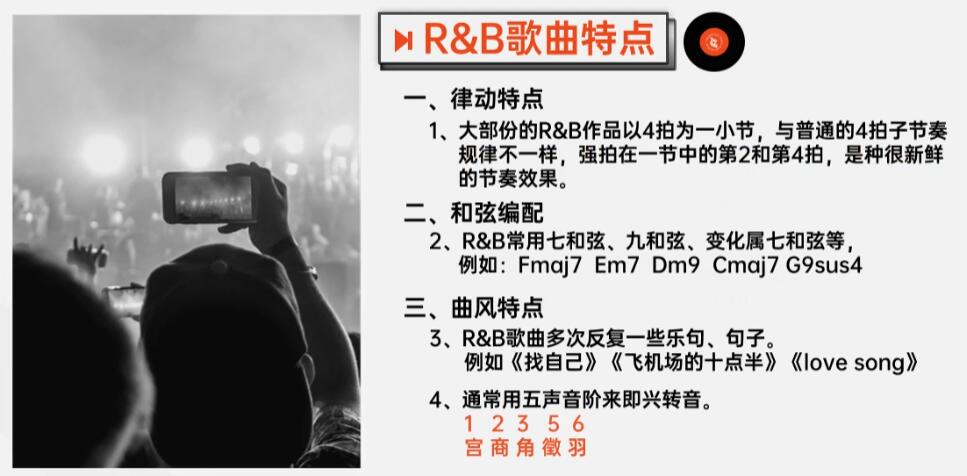 R&B歌曲特点
一、律动特点
1、大部份的R&B作品以4拍为一小节，与普通的4拍子节奏
规律不一样，强拍在一节中的第2和第4拍，是种很新鲜
的节奏效果。
二、和弦编配
2、R&B常用七和弦、九和弦、变化属七和弦等，
例如：Fmaj7 Em7 Dm9 Cmaj7 G9sus4
三、曲风特点
3、R&B歌曲多次反复一些乐句、句子。
例如《找自己》《飞机场的十点半》《love song》
4、通常用五声音阶来即兴转音。
1 2 3 5 6
宫 商 角 徵 羽